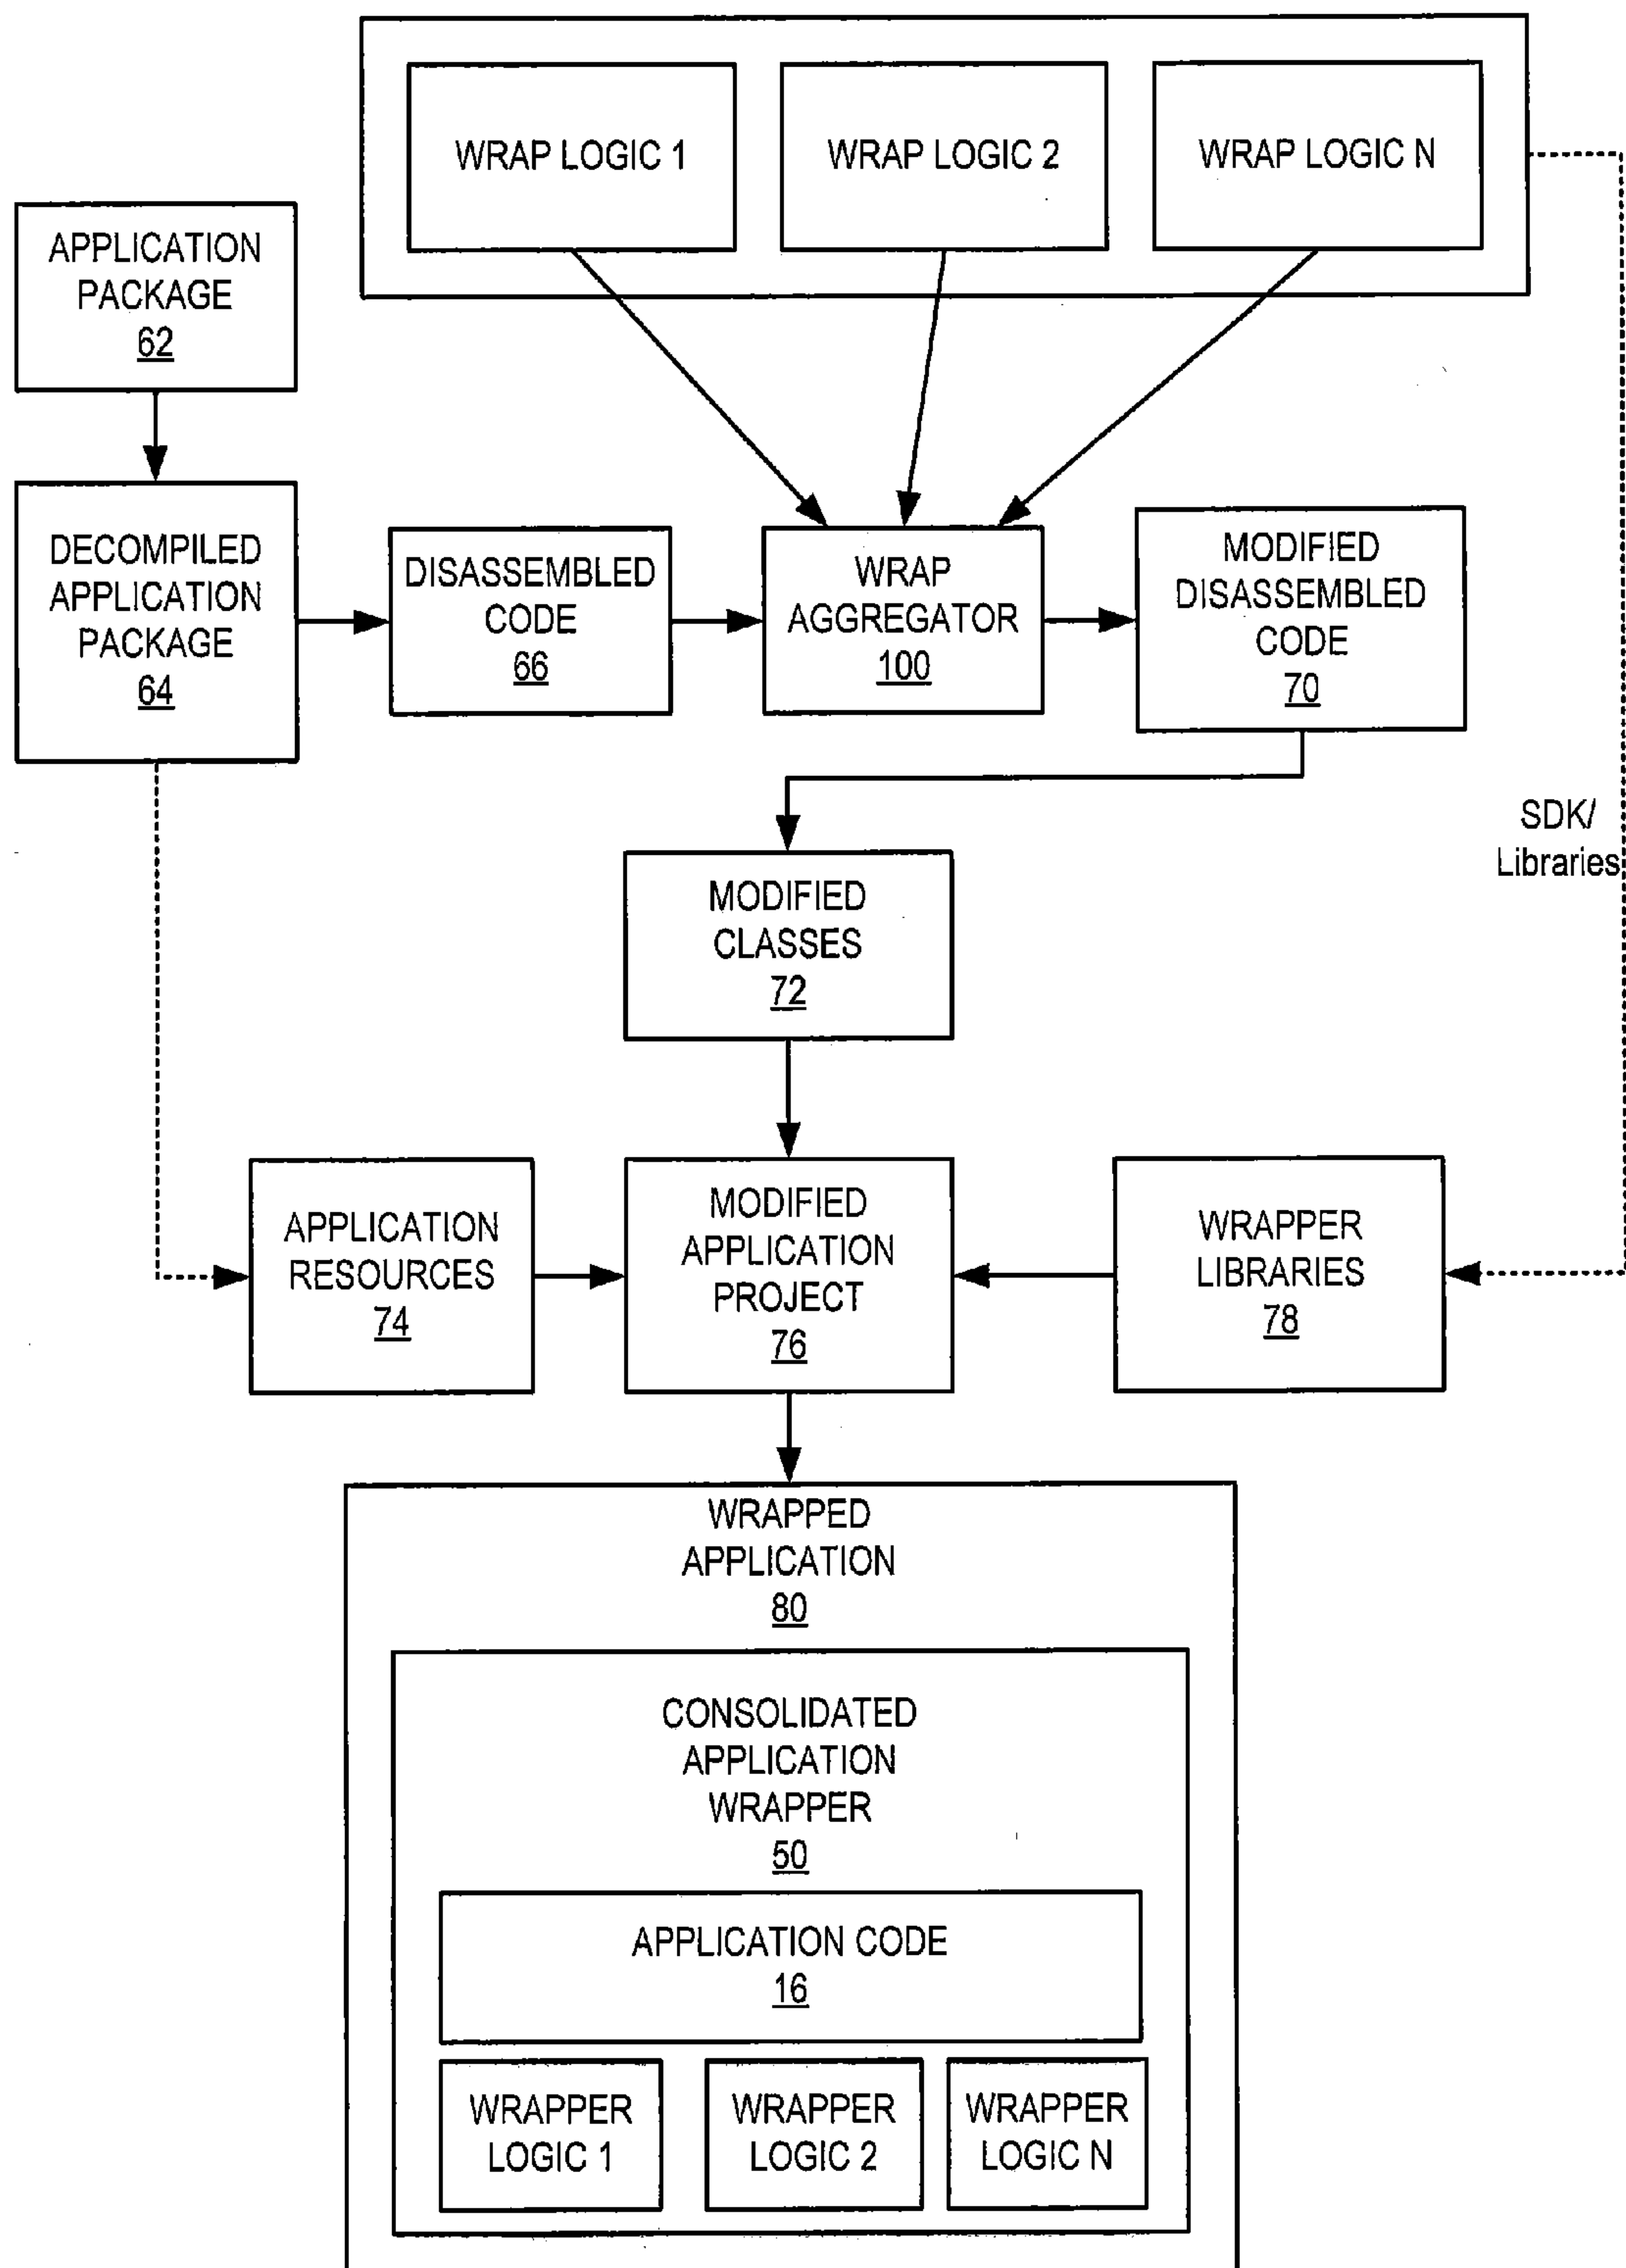 WRAP LOGIC 1
WRAP LOGIC 2
WRAP LOGIC N
APPLICATION
PACKAGE
62
DECOMPILED
APPLICATION
PACKAGE
64
DISASSEMBLED
CODE
66
WRAP
AGGREGATOR
100
MODIFIED
DISASSEMBLED
CODE
70
SDK/
Libraries
MODIFIED
CLASSES
72
APPLICATION
RESOURCES
74
MODIFIED
APPLICATION
PROJECT
76
WRAPPER
LIBRARIES
78
WRAPPED
APPLICATION
80
CONSOLIDATED
APPLICATION
WRAPPER
50
APPLICATION CODE
16
WRAPPER
LOGIC 1
WRAPPER
LOGIC 2
WRAPPER
LOGIC N